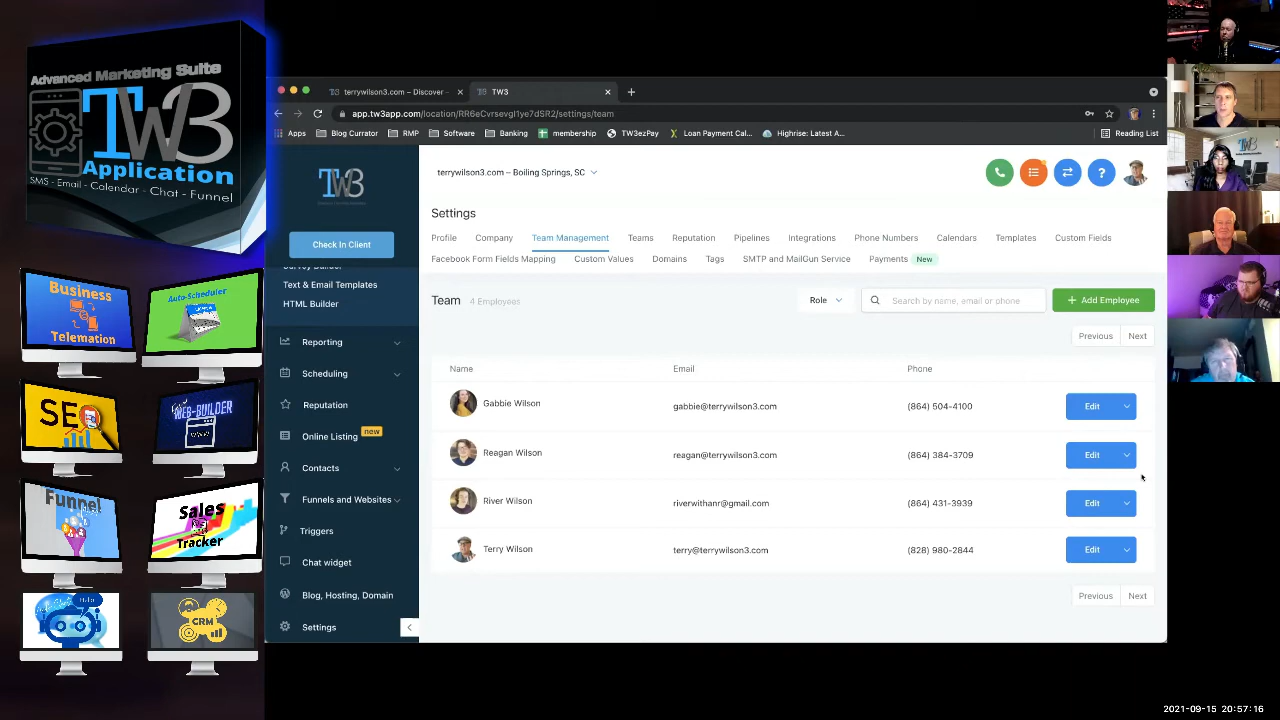 Advanced Marketing Suite
TW3
Application
SMS - Email - Calendar - Chat - Funnel
Business
Telemation
Auto-Scheduler
SEO
WEB-BUILDER
WWW
Funnel
Sales
Tracker
Hello!
CRM
terrywilson3.com – Discover
TW3
app.tw3app.com/location/RR6eCvrsevgl1ye7dSR2/settings/team
Apps
Blog Curator
RMP
Software
Banking
membership
TW3ezPay
Loan Payment Cal...
Highrise: Latest A...
Reading List
TW3
Check In Client
Survey Builder
Text & Email Templates
HTML Builder
Reporting
Scheduling
Reputation
Online Listing new
Contacts
Funnels and Websites
Triggers
Chat widget
Blog, Hosting, Domain
Settings
terrywilson3.com – Boiling Springs, SC
Settings
Profile Company Team Management Teams Reputation Pipelines Integrations Phone Numbers Calendars Templates Custom Fields
Facebook Form Fields Mapping Custom Values Domains Tags SMTP and MailGun Service Payments New
Team 4 Employees
Role
Search by name, email or phone
+ Add Employee
Previous Next
Name Email Phone
Gabbie Wilson gabbie@terrywilson3.com (864) 504-4100 Edit
Reagan Wilson reagan@terrywilson3.com (864) 384-3709 Edit
River Wilson riverwithanr@gmail.com (864) 431-3939 Edit
Terry Wilson terry@terrywilson3.com (828) 980-2844 Edit
Previous Next
2021-09-15 20:57:16